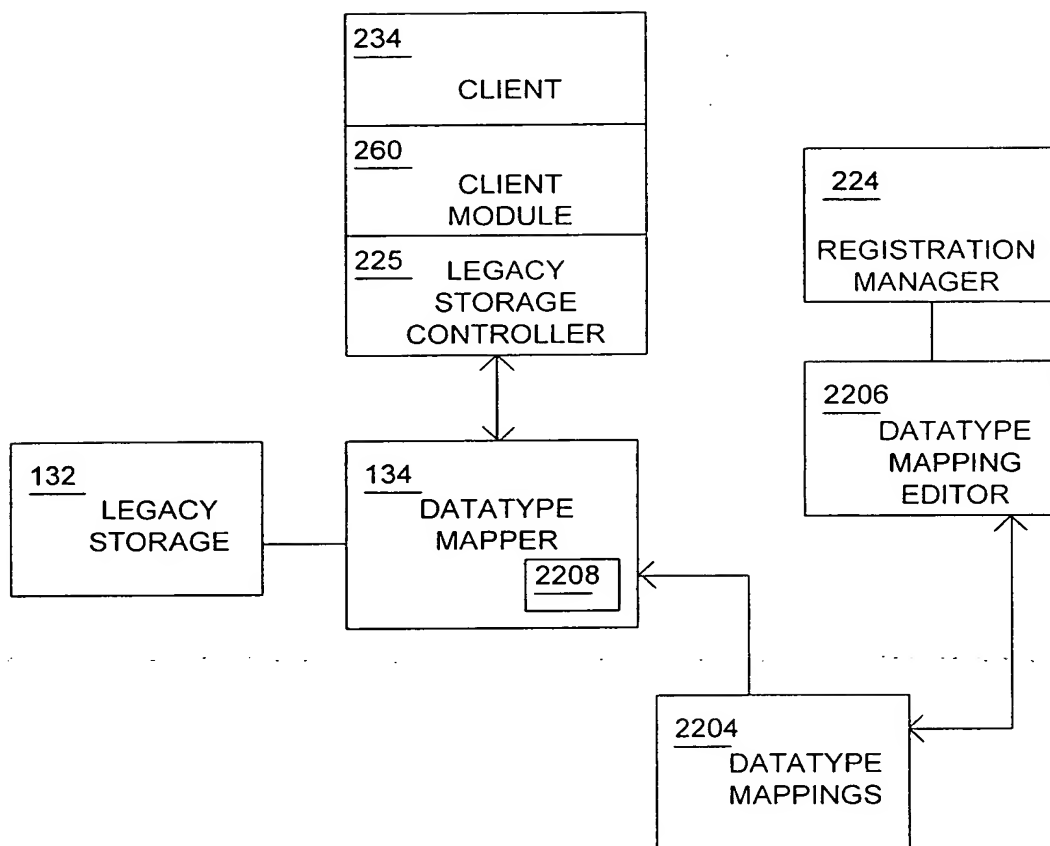 234
CLIENT
260
CLIENT
MODULE
225
LEGACY
STORAGE
CONTROLLER
224
REGISTRATION
MANAGER
2206
DATATYPE
MAPPING
EDITOR
132
LEGACY
STORAGE
134
DATATYPE
MAPPER
2208
2204
DATATYPE
MAPPINGS